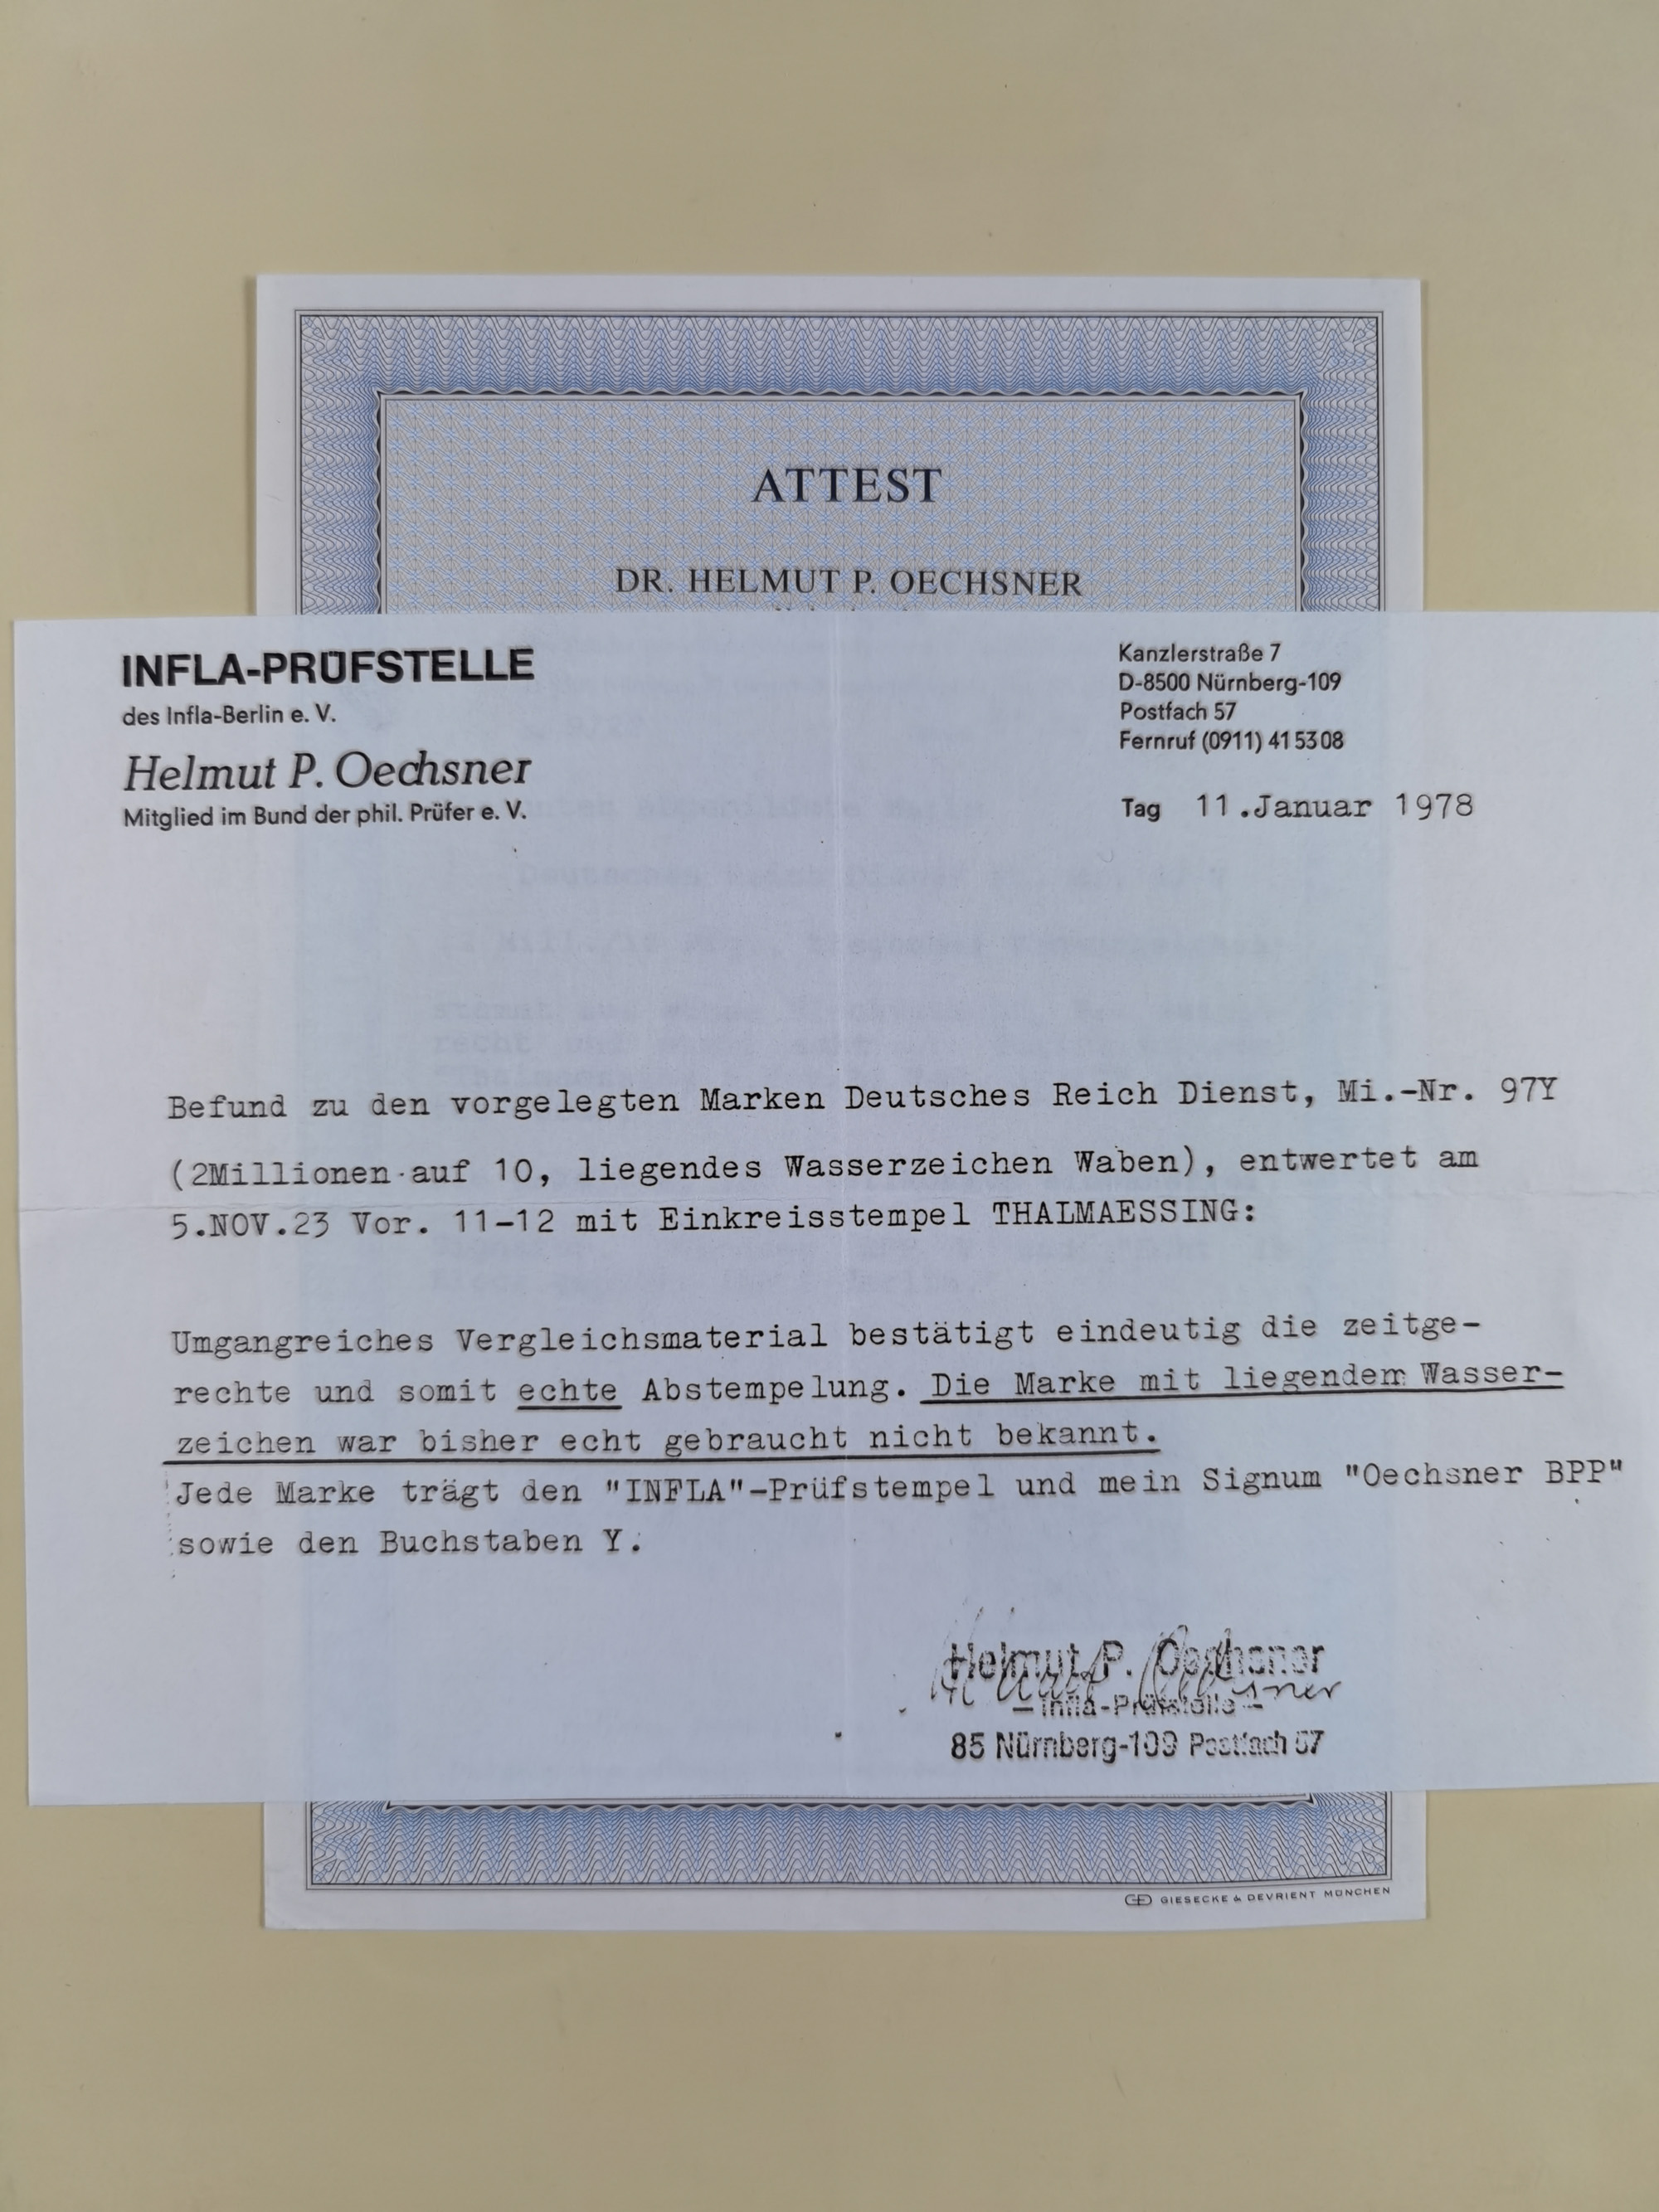 ATTEST
DR. HELMUT P. OECHSNER
INFLA-PRÜFSTELLE
des Infla-Berlin e. V.
Helmut P. Oechsner
Mitglied im Bund der phil. Prüfer e. V.
Kanzlerstraße 7
D-8500 Nürnberg-109
Postfach 57
Fernruf (0911) 41 53 08
Tag 11.Januar 1978
Befund zu den vorgelegten Marken Deutsches Reich Dienst, Mi.-Nr. 97Y
(2Millionen auf 10, liegendes Wasserzeichen Waben), entwertet am
5.NOV.23 Vor. 11-12 mit Einkreisstempel THALMAESSING:
Umgangreiches Vergleichsmaterial bestätigt eindeutig die zeitge-
rechte und somit echte Abstempelung. Die Marke mit liegendem Wasser-
zeichen war bisher echt gebraucht nicht bekannt.
Jede Marke trägt den "INFLA"-Prüfstempel und mein Signum "Oechsner BPP"
sowie den Buchstaben Y.
Helmut P. Oechsner
- Infla-Prüfstelle -
85 Nürnberg-109 Postfach 57
GD GIESECKE & DEVRIENT MÜNCHEN